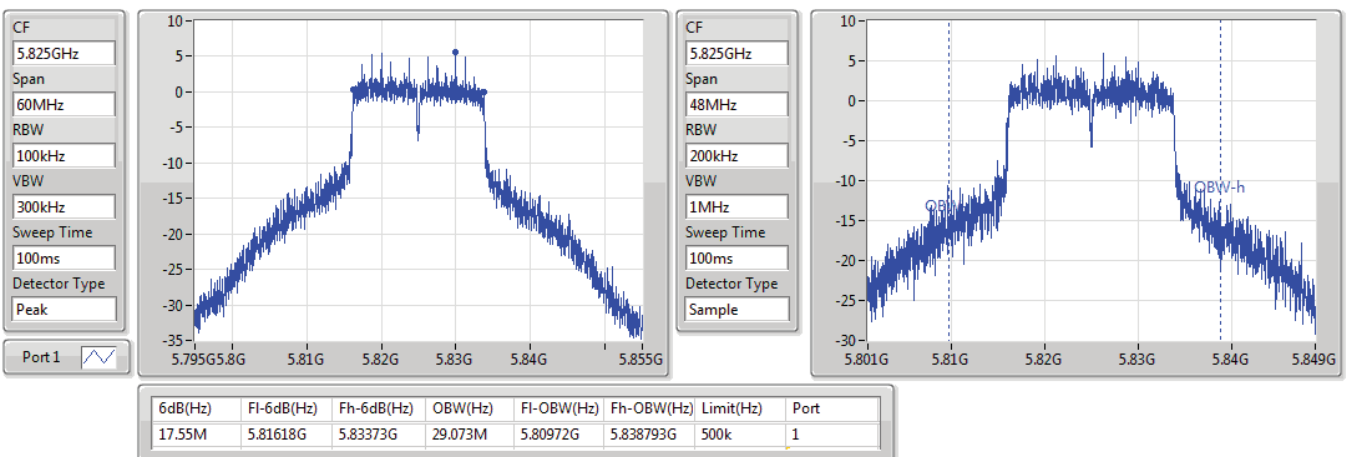 CF
5.825GHz
Span
60MHz
RBW
100kHz
VBW
300kHz
Sweep Time
100ms
Detector Type
Peak
Port 1
10
5
0
-5
-10
-15
-20
-25
-30
-35
5.795G 5.8G 5.81G 5.82G 5.83G 5.84G 5.855G
CF
5.825GHz
Span
48MHz
RBW
200kHz
VBW
1MHz
Sweep Time
100ms
Detector Type
Sample
10
5
0
-5
-10
-15
-20
-25
-30
OBW-h
5.801G 5.81G 5.82G 5.83G 5.84G 5.849G
6dB(Hz) Fl-6dB(Hz) Fh-6dB(Hz) OBW(Hz) Fl-OBW(Hz) Fh-OBW(Hz) Limit(Hz) Port
17.55M 5.81618G 5.83373G 29.073M 5.80972G 5.838793G 500k 1